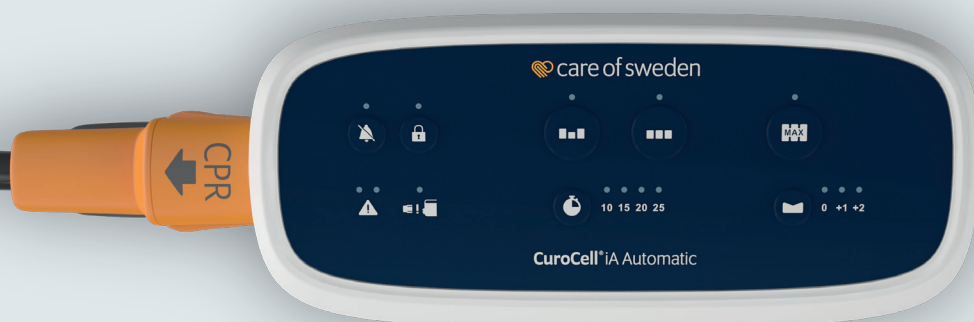 care of sweden
CPR
MAX
10 15 20 25
0 +1 +2
CuroCell® iA Automatic